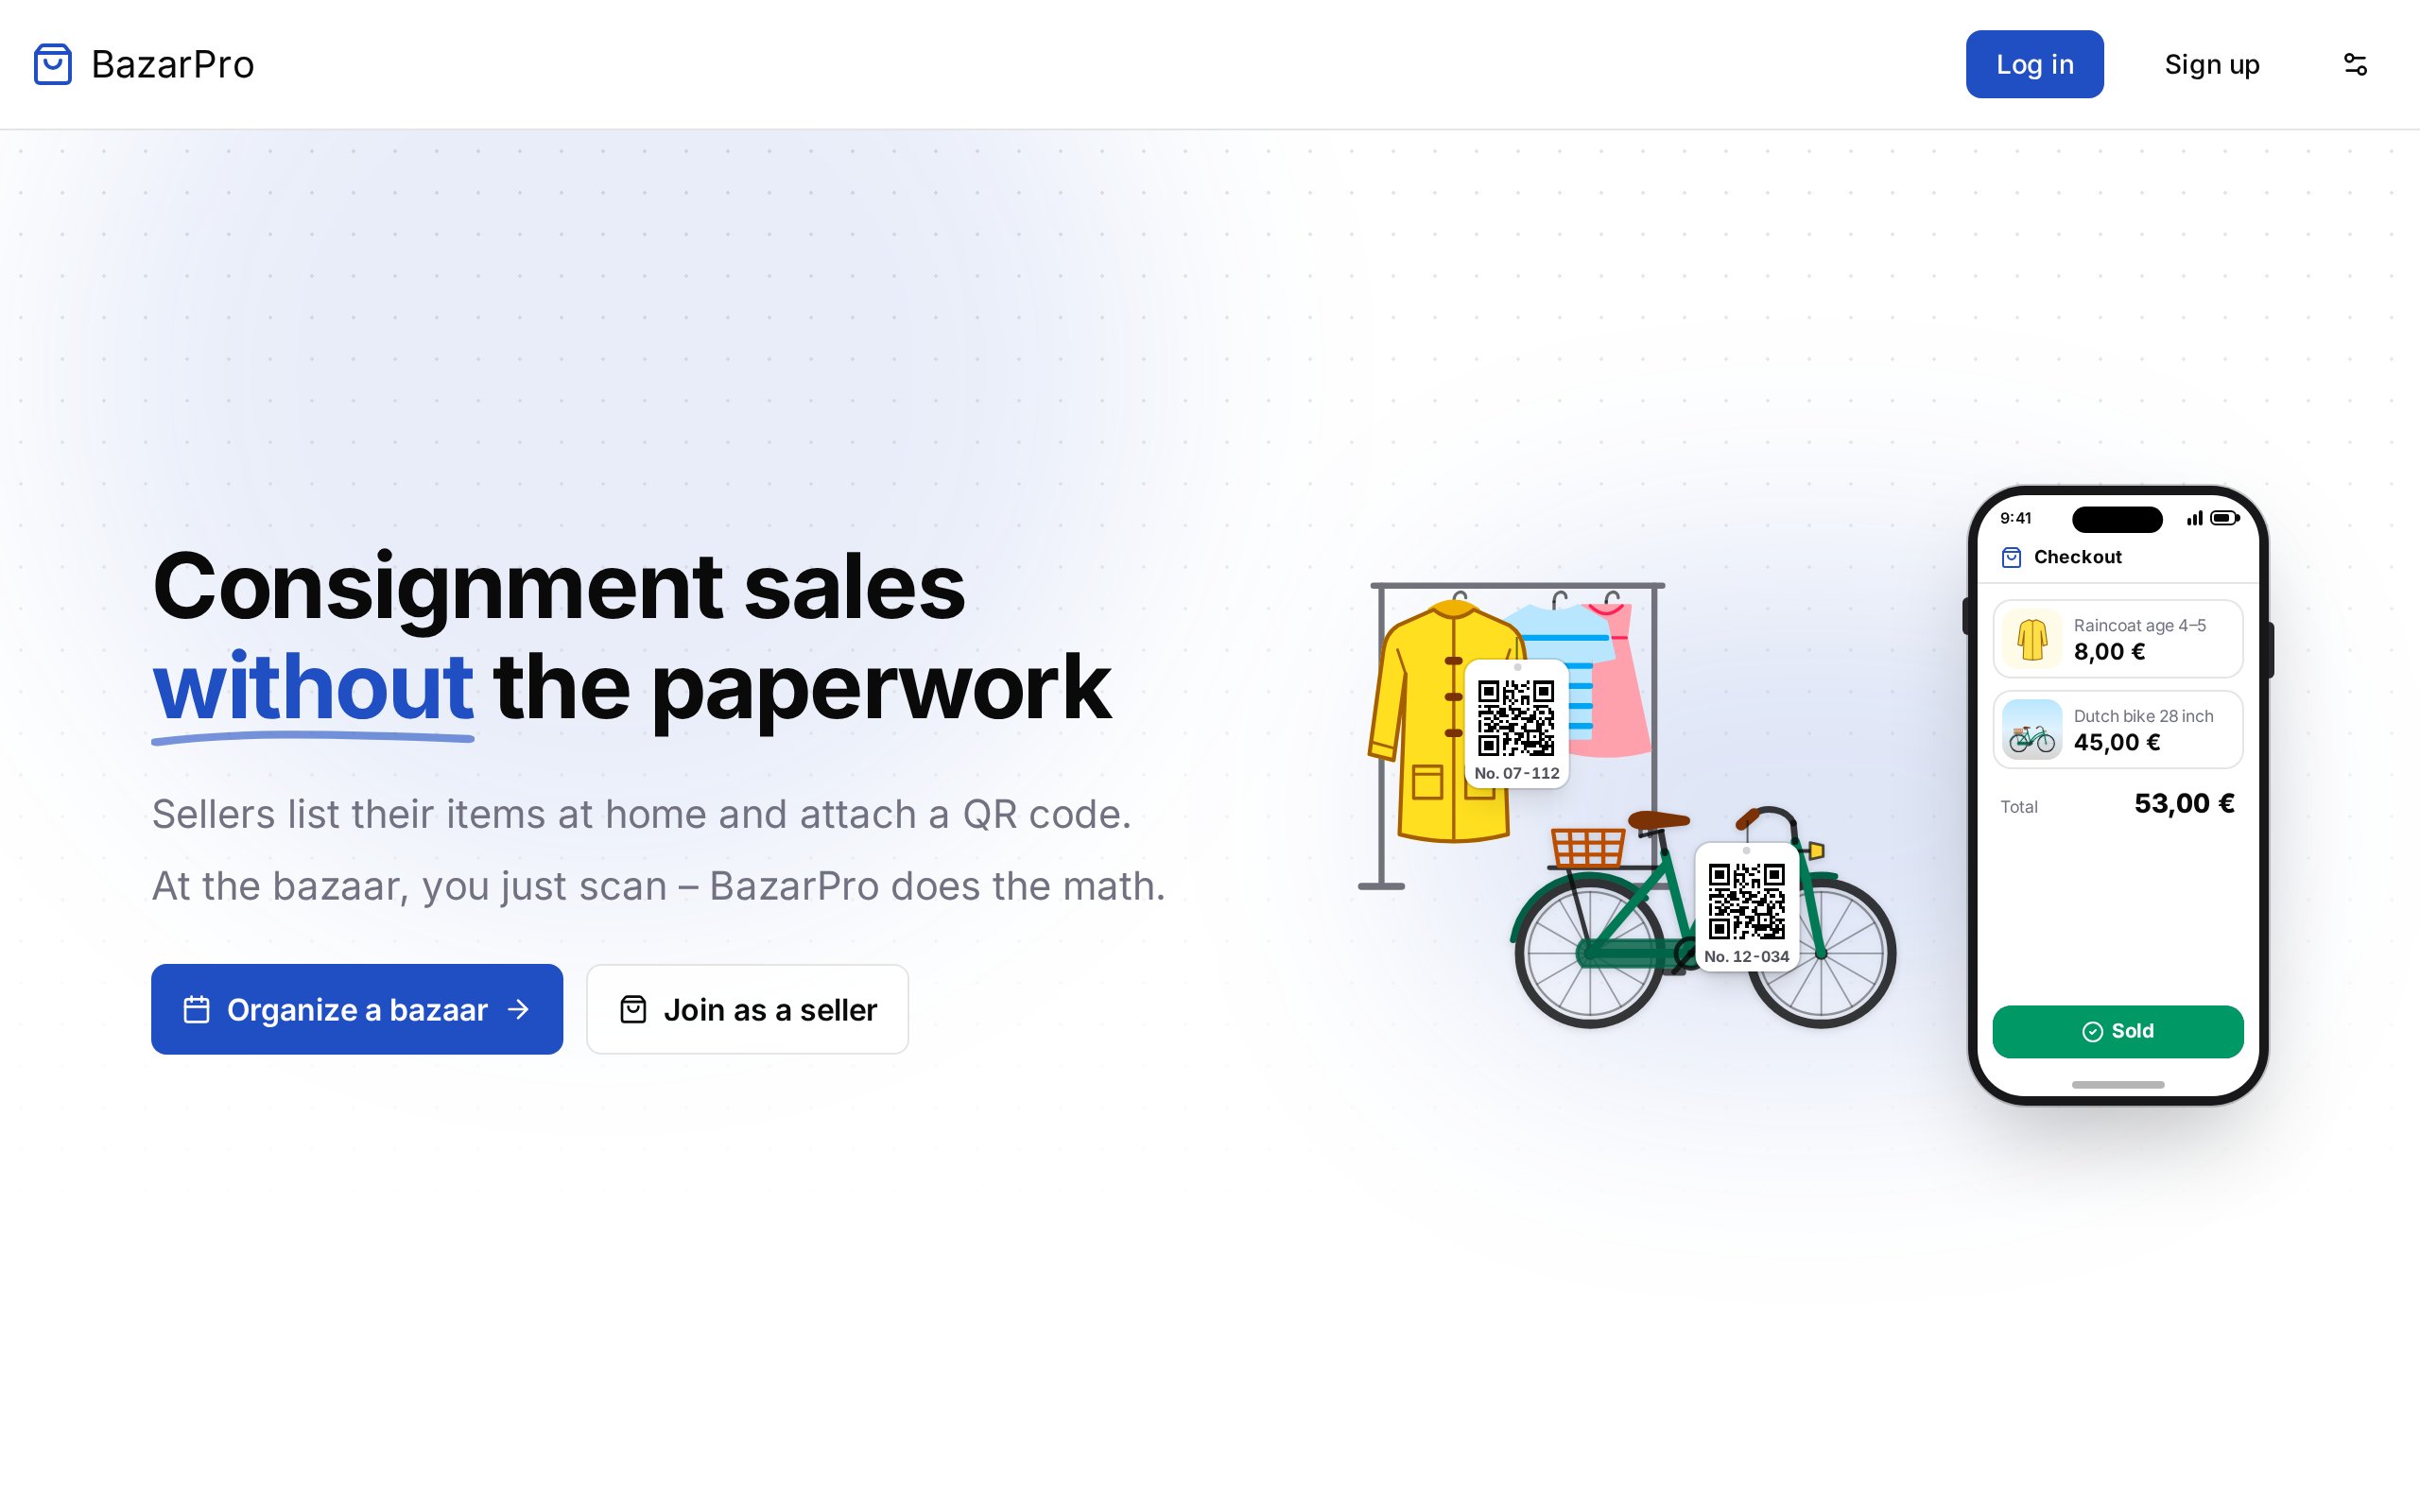 BazarPro
Log in
Sign up
Consignment sales
without the paperwork
Sellers list their items at home and attach a QR code.
At the bazaar, you just scan – BazarPro does the math.
Organize a bazaar
Join as a seller
No. 07-112
No. 12-034
9:41
Checkout
Raincoat age 4–5
8,00 €
Dutch bike 28 inch
45,00 €
Total 53,00 €
Sold